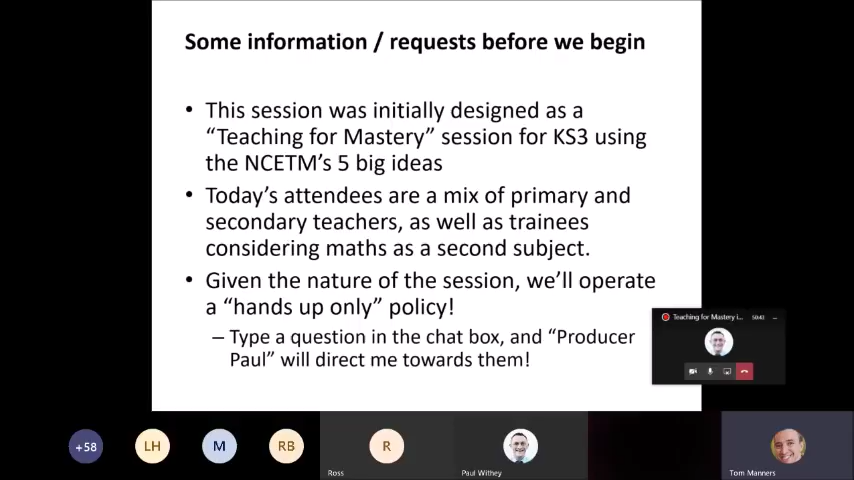 Some information / requests before we begin
• This session was initially designed as a
“Teaching for Mastery” session for KS3 using
the NCETM’s 5 big ideas
• Today’s attendees are a mix of primary and
secondary teachers, as well as trainees
considering maths as a second subject.
• Given the nature of the session, we’ll operate
a “hands up only” policy!
– Type a question in the chat box, and “Producer
Paul” will direct me towards them!
Teaching for Mastery i...
+58
LH
M
RB
R
Ross
Paul Withey
Tom Manners